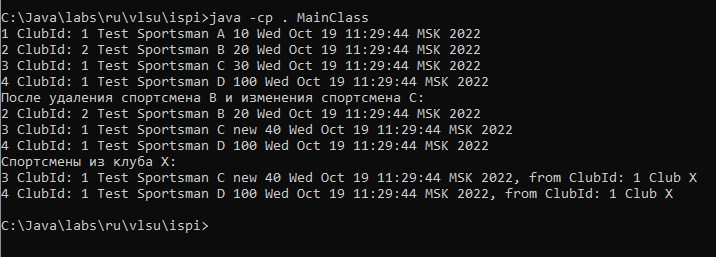 C:\Java\labs\ru\vlsu\ispi>java -cp . MainClass
1 ClubId: 1 Test Sportsman A 10 Wed Oct 19 11:29:44 MSK 2022
2 ClubId: 2 Test Sportsman B 20 Wed Oct 19 11:29:44 MSK 2022
3 ClubId: 1 Test Sportsman C 30 Wed Oct 19 11:29:44 MSK 2022
4 ClubId: 1 Test Sportsman D 100 Wed Oct 19 11:29:44 MSK 2022
После удаления спортсмена B и изменения спортсмена C:
2 ClubId: 2 Test Sportsman B 20 Wed Oct 19 11:29:44 MSK 2022
3 ClubId: 1 Test Sportsman C new 40 Wed Oct 19 11:29:44 MSK 2022
4 ClubId: 1 Test Sportsman D 100 Wed Oct 19 11:29:44 MSK 2022
Спортсмены из клуба X:
3 ClubId: 1 Test Sportsman C new 40 Wed Oct 19 11:29:44 MSK 2022, from ClubId: 1 Club X
4 ClubId: 1 Test Sportsman D 100 Wed Oct 19 11:29:44 MSK 2022, from ClubId: 1 Club X
C:\Java\labs\ru\vlsu\ispi>